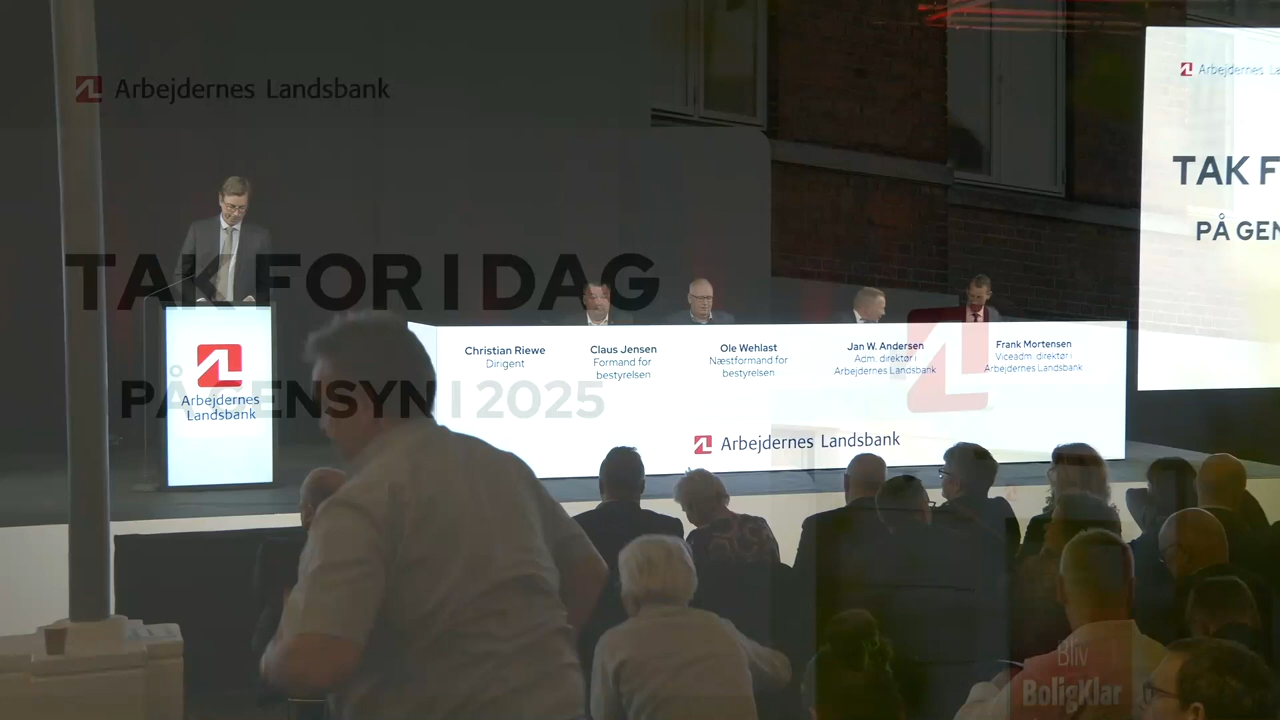 Arbejdernes Landsbank
TAK FOR I DAG
PÅ GENSYN I 2025
Arbejdernes
Landsbank
Christian Riewe
Dirigent
Claus Jensen
Formand for
bestyrelsen
Ole Wehlast
Næstformand for
bestyrelsen
Jan W. Andersen
Adm. direktør i
Arbejdernes Landsbank
Frank Mortensen
Viceadm. direktør i
Arbejdernes Landsbank
Arbejdernes Landsbank
Arbejdernes
TAK F
PÅ GEN
Bliv
BoligKlar